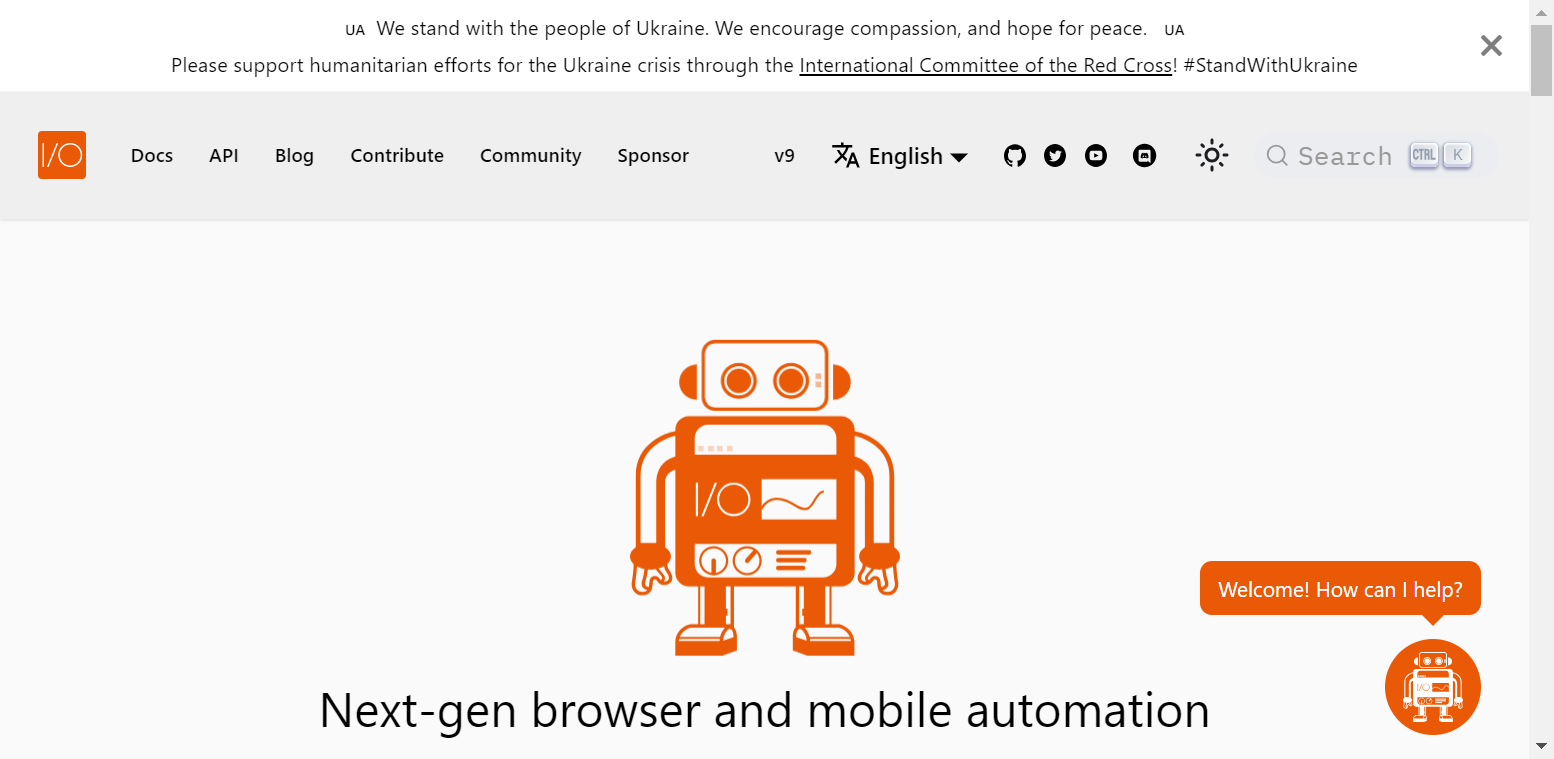 UA We stand with the people of Ukraine. We encourage compassion, and hope for peace. UA
Please support humanitarian efforts for the Ukraine crisis through the International Committee of the Red Cross! #StandWithUkraine
I/O Docs API Blog Contribute Community Sponsor v9 English Search CTRL K
I/O
Welcome! How can I help?
I/O
Next-gen browser and mobile automation